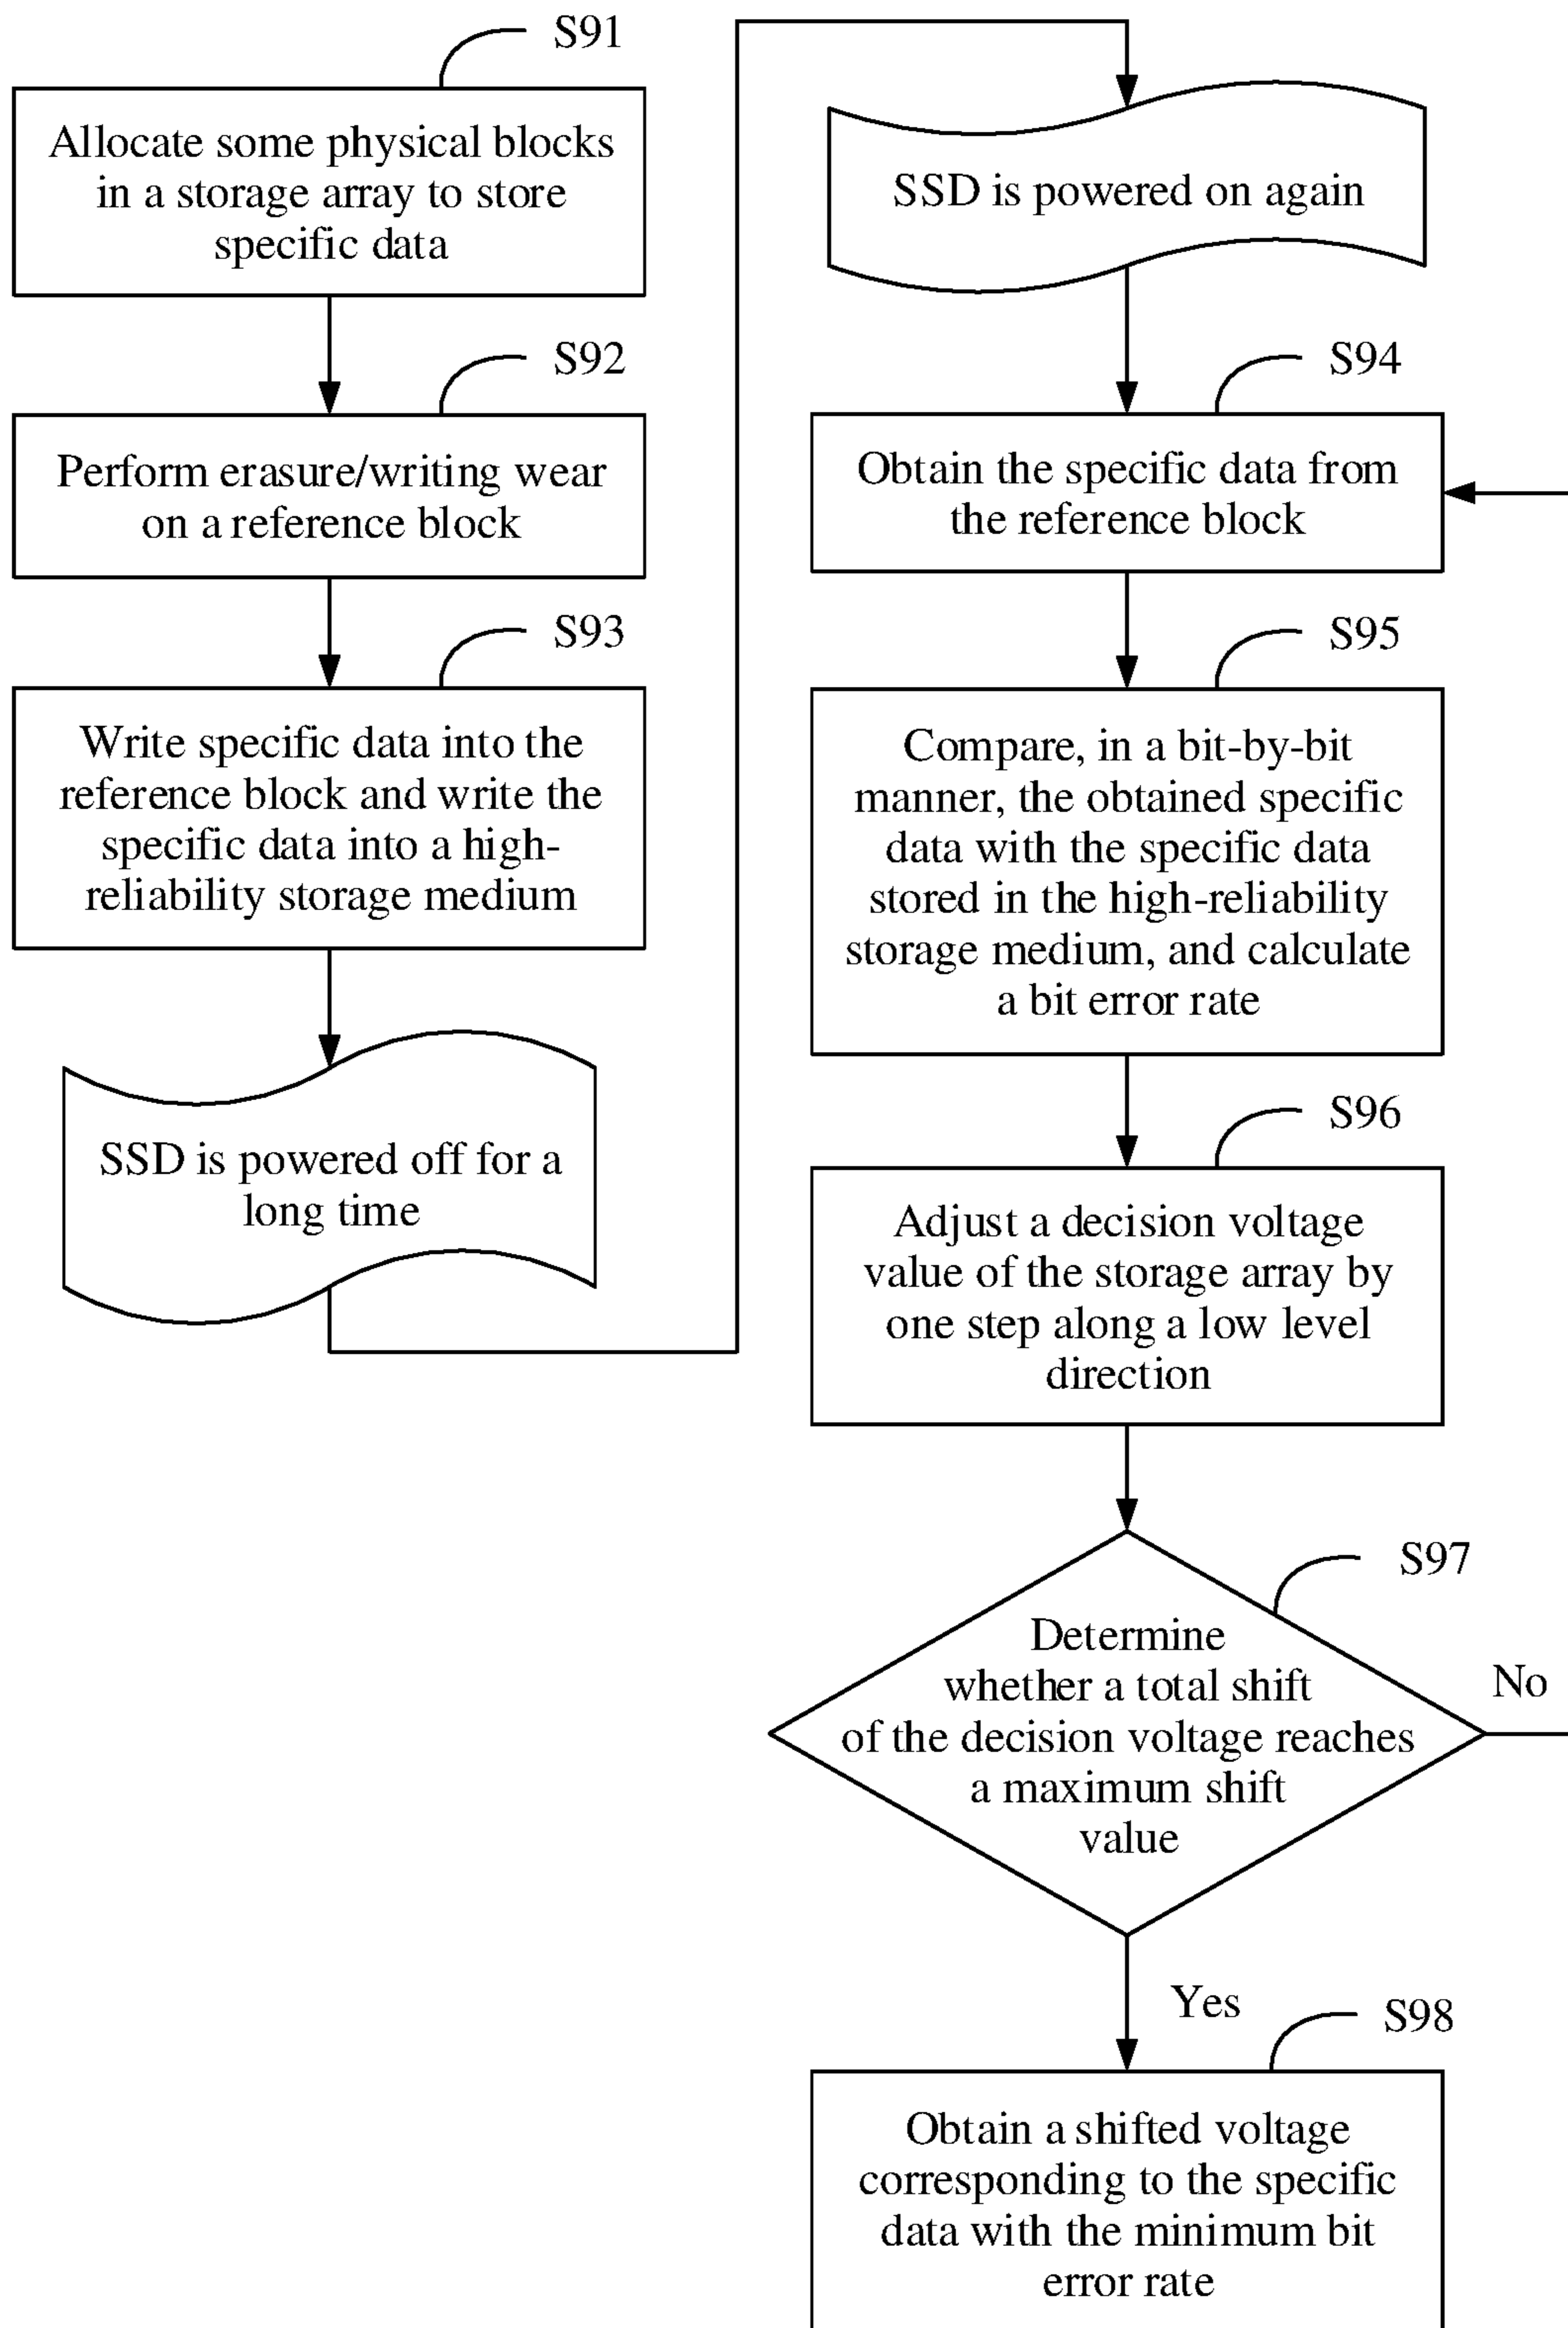 S91
Allocate some physical blocks
in a storage array to store
specific data
S92
Perform erasure/writing wear
on a reference block
S93
Write specific data into the
reference block and write the
specific data into a high-
reliability storage medium
SSD is powered off for a
long time
SSD is powered on again
S94
Obtain the specific data from
the reference block
S95
Compare, in a bit-by-bit
manner, the obtained specific
data with the specific data
stored in the high-reliability
storage medium, and calculate
a bit error rate
S96
Adjust a decision voltage
value of the storage array by
one step along a low level
direction
S97
Determine
whether a total shift
of the decision voltage reaches
a maximum shift
value
No
Yes
S98
Obtain a shifted voltage
corresponding to the specific
data with the minimum bit
error rate